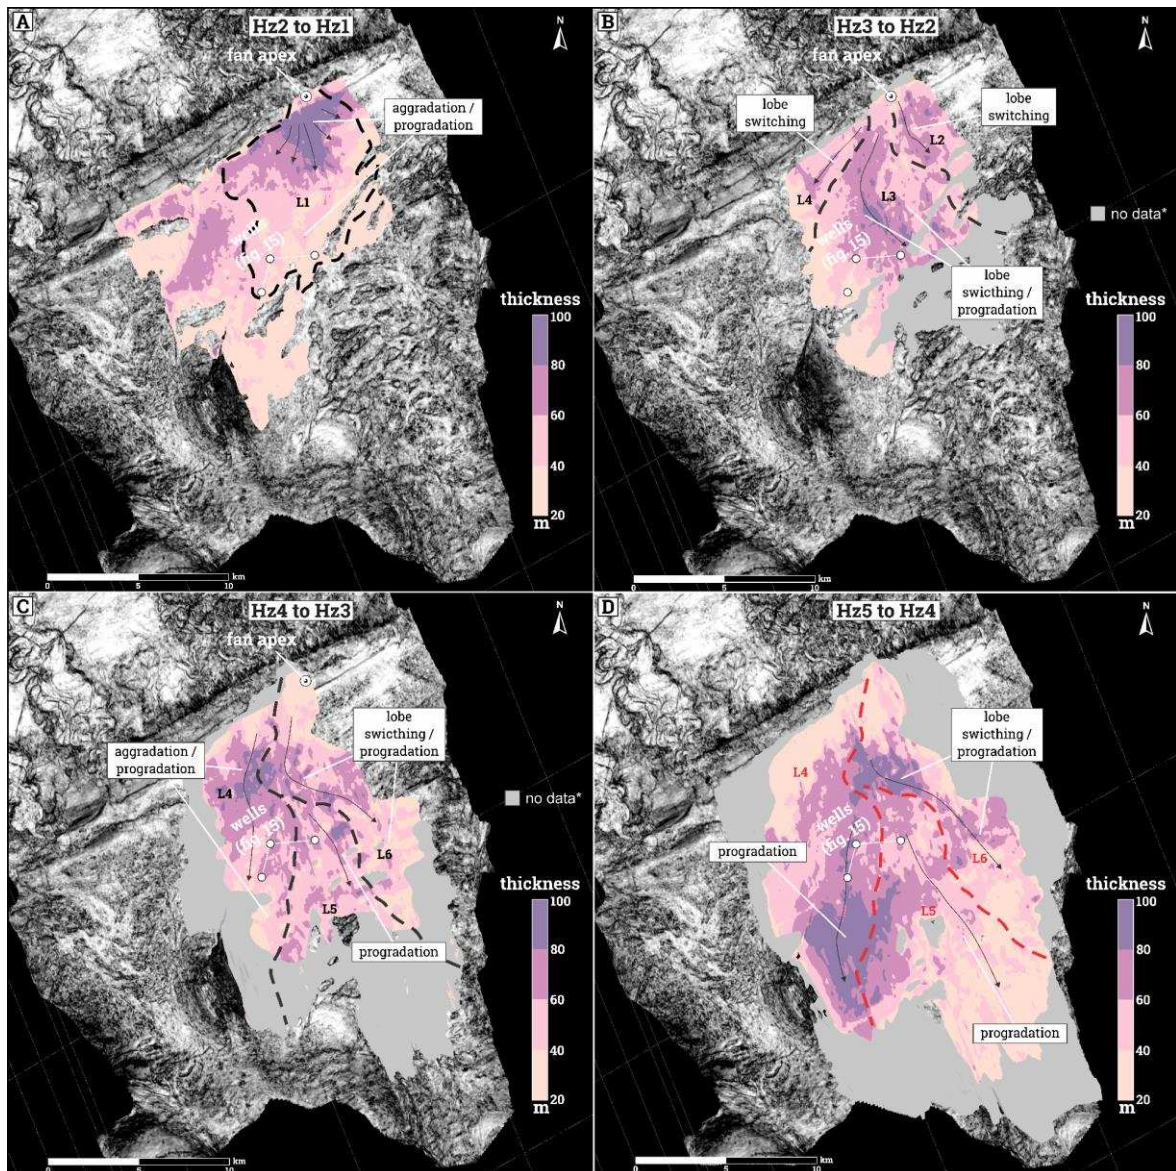 A
Hz2 to Hz1
N
fan apex
aggradation /
progradation
L1
wells
(fig. 15)
thickness
100
80
60
40
m
20
0
5
10
km
B
Hz3 to Hz2
N
fan apex
lobe
switching
lobe
switching
L2
L4
L3
wells
(fig. 15)
no data*
lobe
swicthing /
progradation
thickness
100
80
60
40
m
20
0
5
10
km
C
Hz4 to Hz3
N
fan apex
lobe
swicthing /
progradation
aggradation /
progradation
L4
wells
(fig. 15)
no data*
L6
L5
progradation
thickness
100
80
60
40
m
20
0
5
10
km
D
Hz5 to Hz4
N
lobe
swicthing /
progradation
L4
wells
(fig. 15)
progradation
L6
L5
progradation
thickness
100
80
60
40
m
20
0
5
10
km